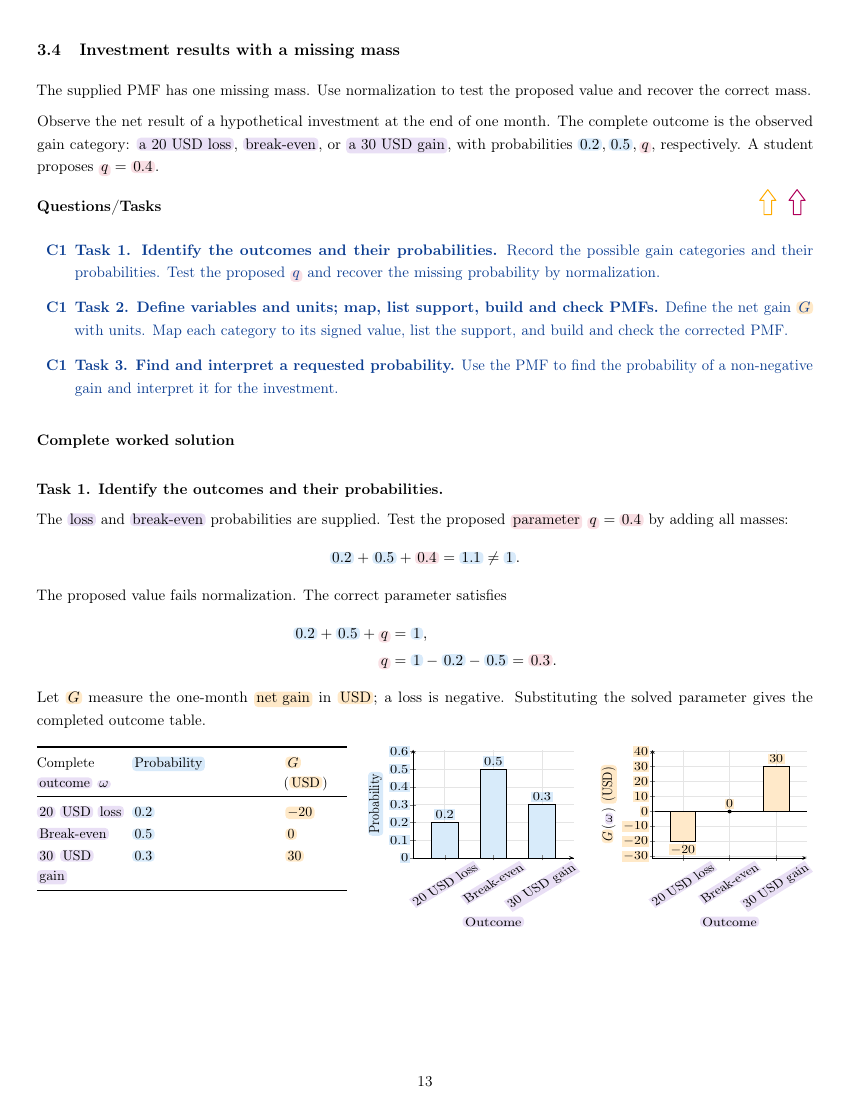 3.4 Investment results with a missing mass
The supplied PMF has one missing mass. Use normalization to test the proposed value and recover the correct mass.
Observe the net result of a hypothetical investment at the end of one month. The complete outcome is the observed
gain category: a 20 USD loss, break-even, or a 30 USD gain, with probabilities 0.2, 0.5, q, respectively. A student
proposes q = 0.4.
Questions/Tasks
C1 Task 1. Identify the outcomes and their probabilities. Record the possible gain categories and their
probabilities. Test the proposed q and recover the missing probability by normalization.
C1 Task 2. Define variables and units; map, list support, build and check PMFs. Define the net gain G
with units. Map each category to its signed value, list the support, and build and check the corrected PMF.
C1 Task 3. Find and interpret a requested probability. Use the PMF to find the probability of a non-negative
gain and interpret it for the investment.
Complete worked solution
Task 1. Identify the outcomes and their probabilities.
The loss and break-even probabilities are supplied. Test the proposed parameter q = 0.4 by adding all masses:
0.2 + 0.5 + 0.4 = 1.1 ≠ 1.
The proposed value fails normalization. The correct parameter satisfies
0.2 + 0.5 + q = 1,
q = 1 − 0.2 − 0.5 = 0.3.
Let G measure the one-month net gain in USD; a loss is negative. Substituting the solved parameter gives the
completed outcome table.
Complete Probability G
outcome ω (USD)
20 USD loss 0.2 −20
Break-even 0.5 0
30 USD 0.3 30
gain
Probability
0.6
0.5
0.4
0.3
0.2
0.1
0
0.2
0.5
0.3
20 USD loss
Break-even
30 USD gain
Outcome
G(ω) (USD)
40
30
20
10
0
−10
−20
−30
−20
0
30
20 USD loss
Break-even
30 USD gain
Outcome
13